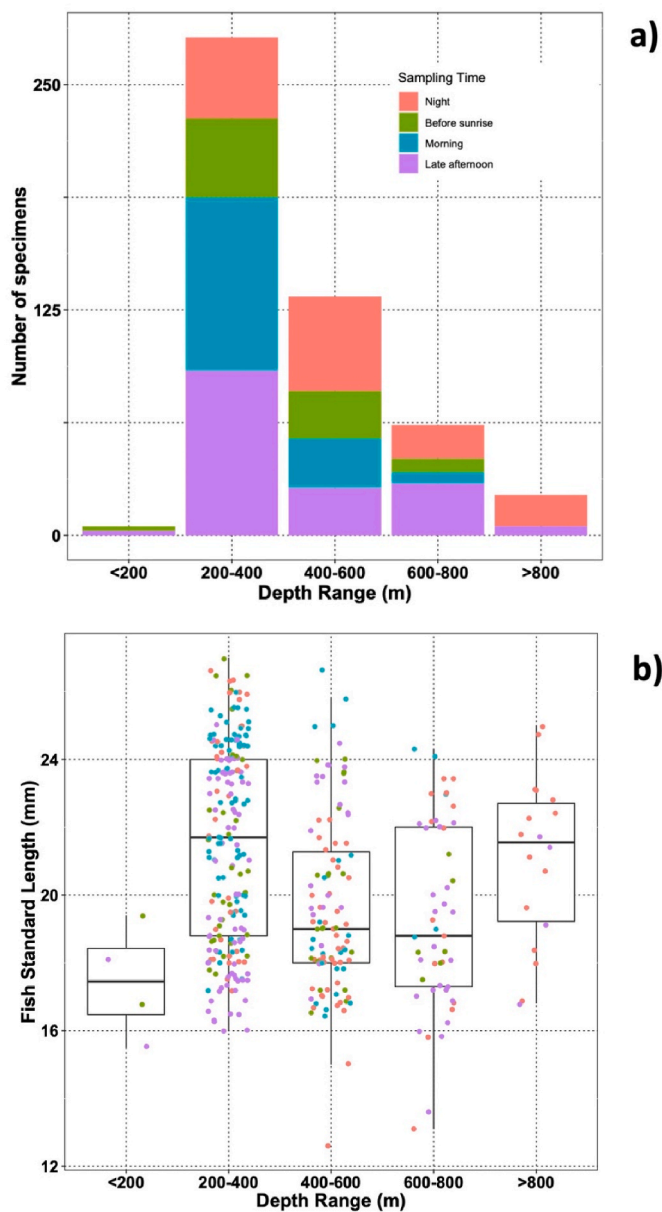 a)
Number of specimens
250
125
0
Sampling Time
Night
Before sunrise
Morning
Late afternoon
<200
200-400
400-600
600-800
>800
Depth Range (m)
b)
Fish Standard Length (mm)
24
20
16
12
<200
200-400
400-600
600-800
>800
Depth Range (m)